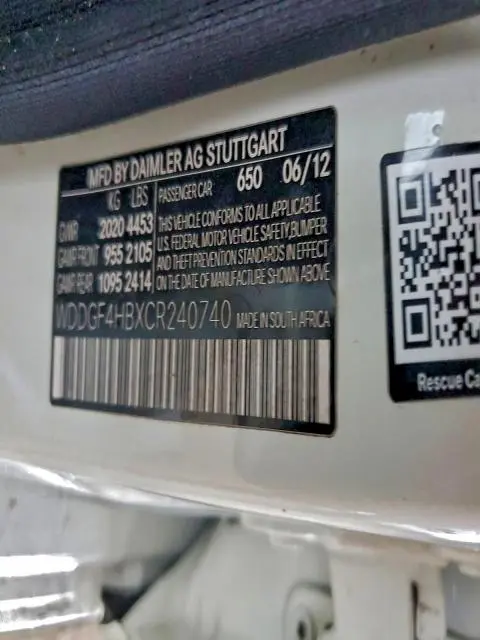 MFD BY DAIMLER AG STUTTGART
KG LBS PASSENGER CAR 650 06/12
GVWR 2020 4453 THIS VEHICLE CONFORMS TO ALL APPLICABLE
U.S. FEDERAL MOTOR VEHICLE SAFETY, BUMPER
GAWR FRONT 955 2105 AND THEFT PREVENTION STANDARDS IN EFFECT
GAWR REAR 1095 2414 ON THE DATE OF MANUFACTURE SHOWN ABOVE
WDDGF4HBXCR240740 MADE IN SOUTH AFRICA
Rescue Ca